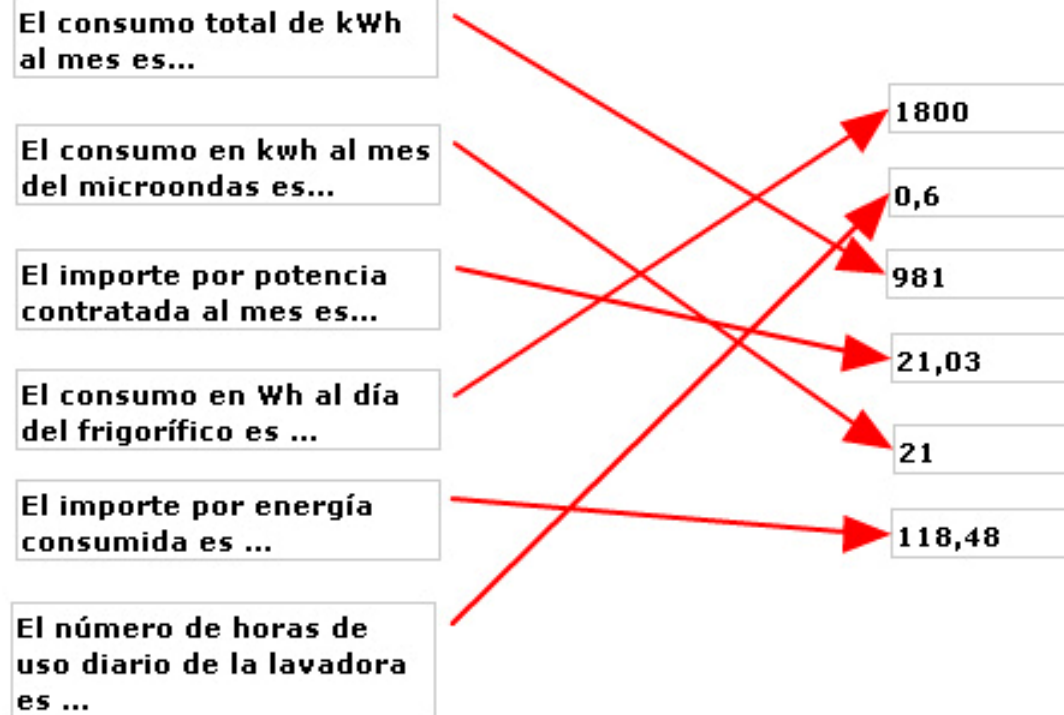 El consumo total de kWh
al mes es...
El consumo en kwh al mes
del microondas es...
El importe por potencia
contratada al mes es...
El consumo en Wh al día
del frigorífico es ...
El importe por energía
consumida es ...
El número de horas de
uso diario de la lavadora
es ...
1800
0,6
981
21,03
21
118,48